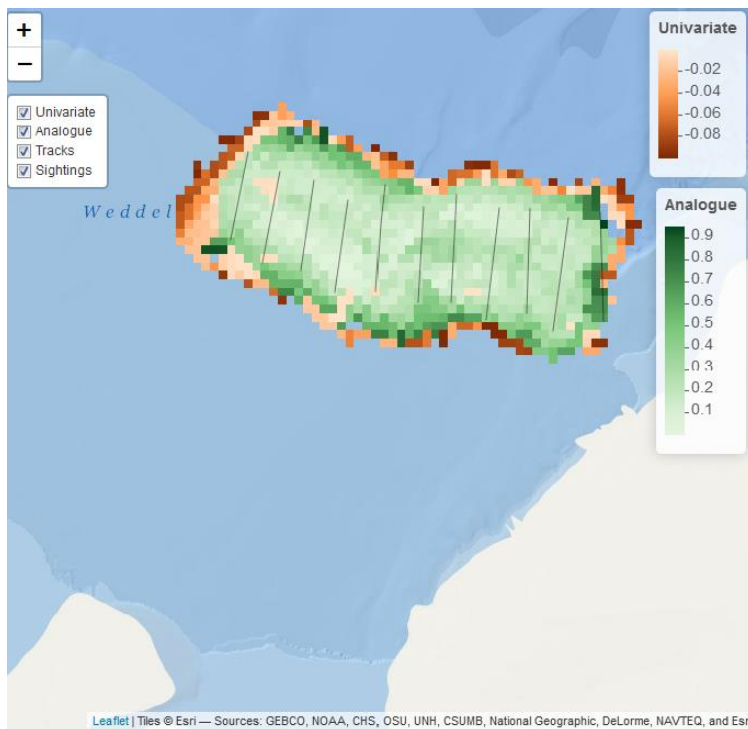 +
−
Univariate
Analogue
Tracks
Sightings
Weddel
Univariate
-0.02
-0.04
-0.06
-0.08
Analogue
0.9
0.8
0.7
0.6
0.5
0.4
0.3
0.2
0.1
Leaflet | Tiles © Esri — Sources: GEBCO, NOAA, CHS, OSU, UNH, CSUMB, National Geographic, DeLorme, NAVTEQ, and Esr